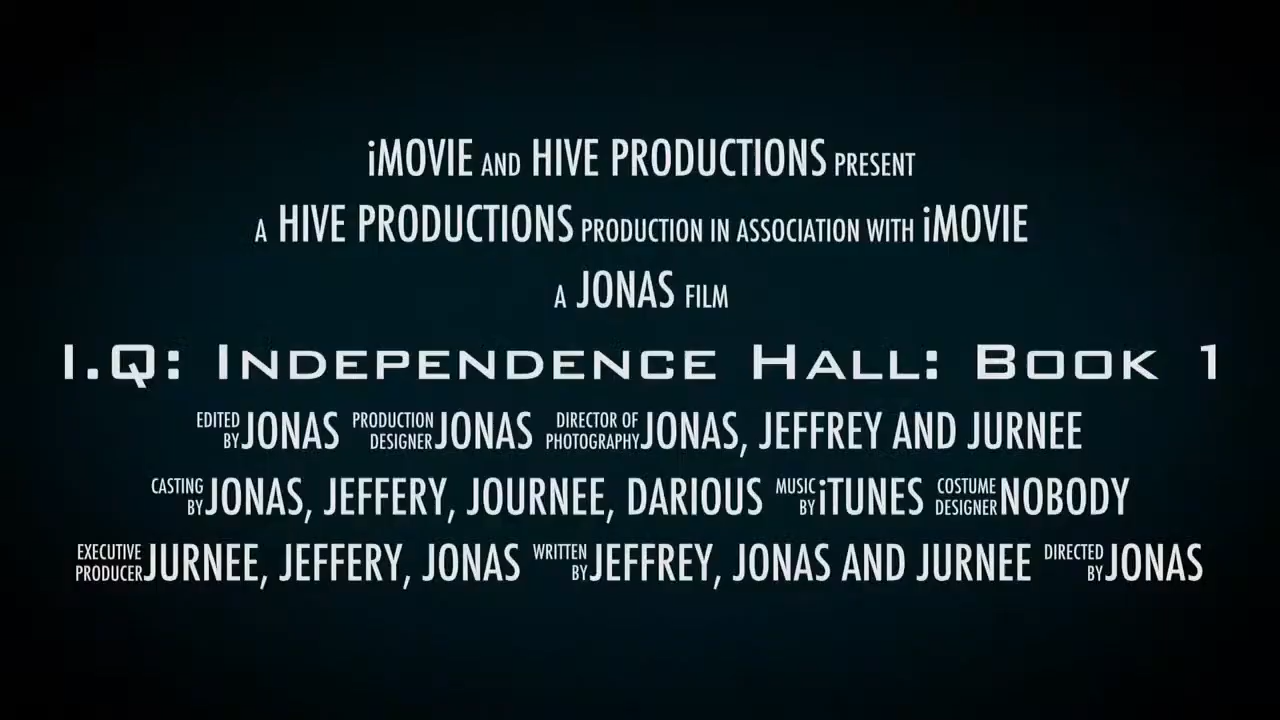 iMOVIE AND HIVE PRODUCTIONS PRESENT
A HIVE PRODUCTIONS PRODUCTION IN ASSOCIATION WITH iMOVIE
A JONAS FILM
I.Q: INDEPENDENCE HALL: BOOK 1
EDITED BY JONAS PRODUCTION DESIGNER JONAS DIRECTOR OF PHOTOGRAPHY JONAS, JEFFREY AND JURNEE
CASTING BY JONAS, JEFFERY, JOURNEE, DARIOUS MUSIC BY iTUNES COSTUME DESIGNER NOBODY
EXECUTIVE PRODUCER JURNEE, JEFFERY, JONAS WRITTEN BY JEFFREY, JONAS AND JURNEE DIRECTED BY JONAS